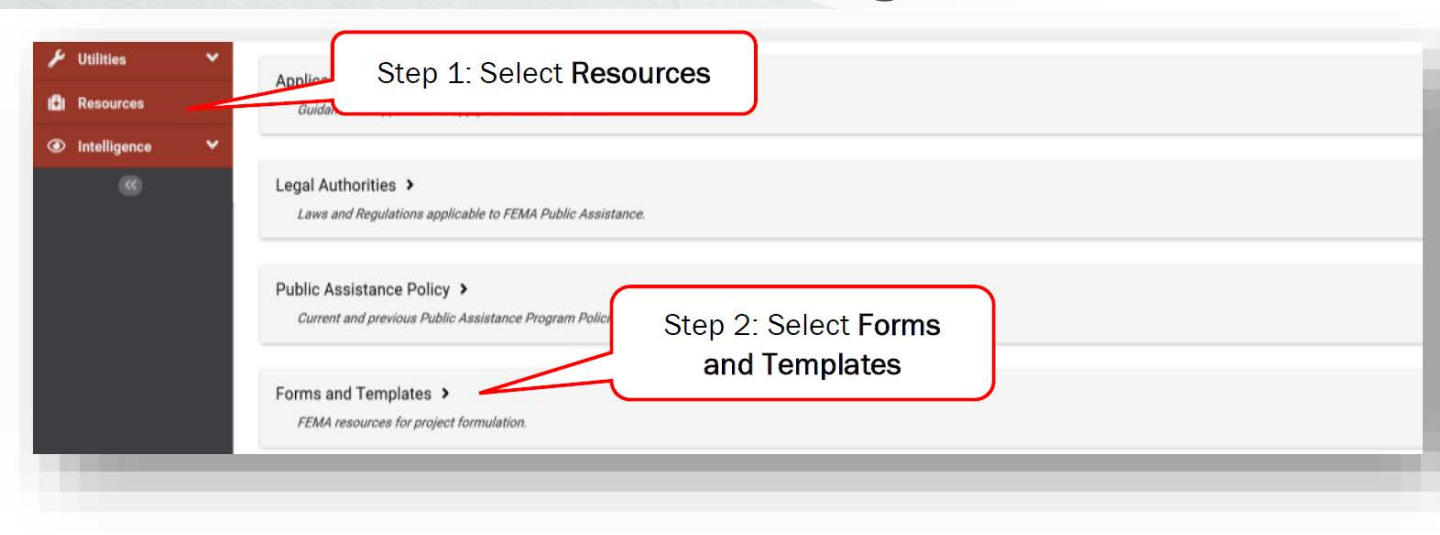 Utilities
Resources
Intelligence
Step 1: Select Resources
Legal Authorities
Laws and Regulations applicable to FEMA Public Assistance.
Public Assistance Policy
Current and previous Public Assistance Program
Step 2: Select Forms
and Templates
Forms and Templates
FEMA resources for project formulation.